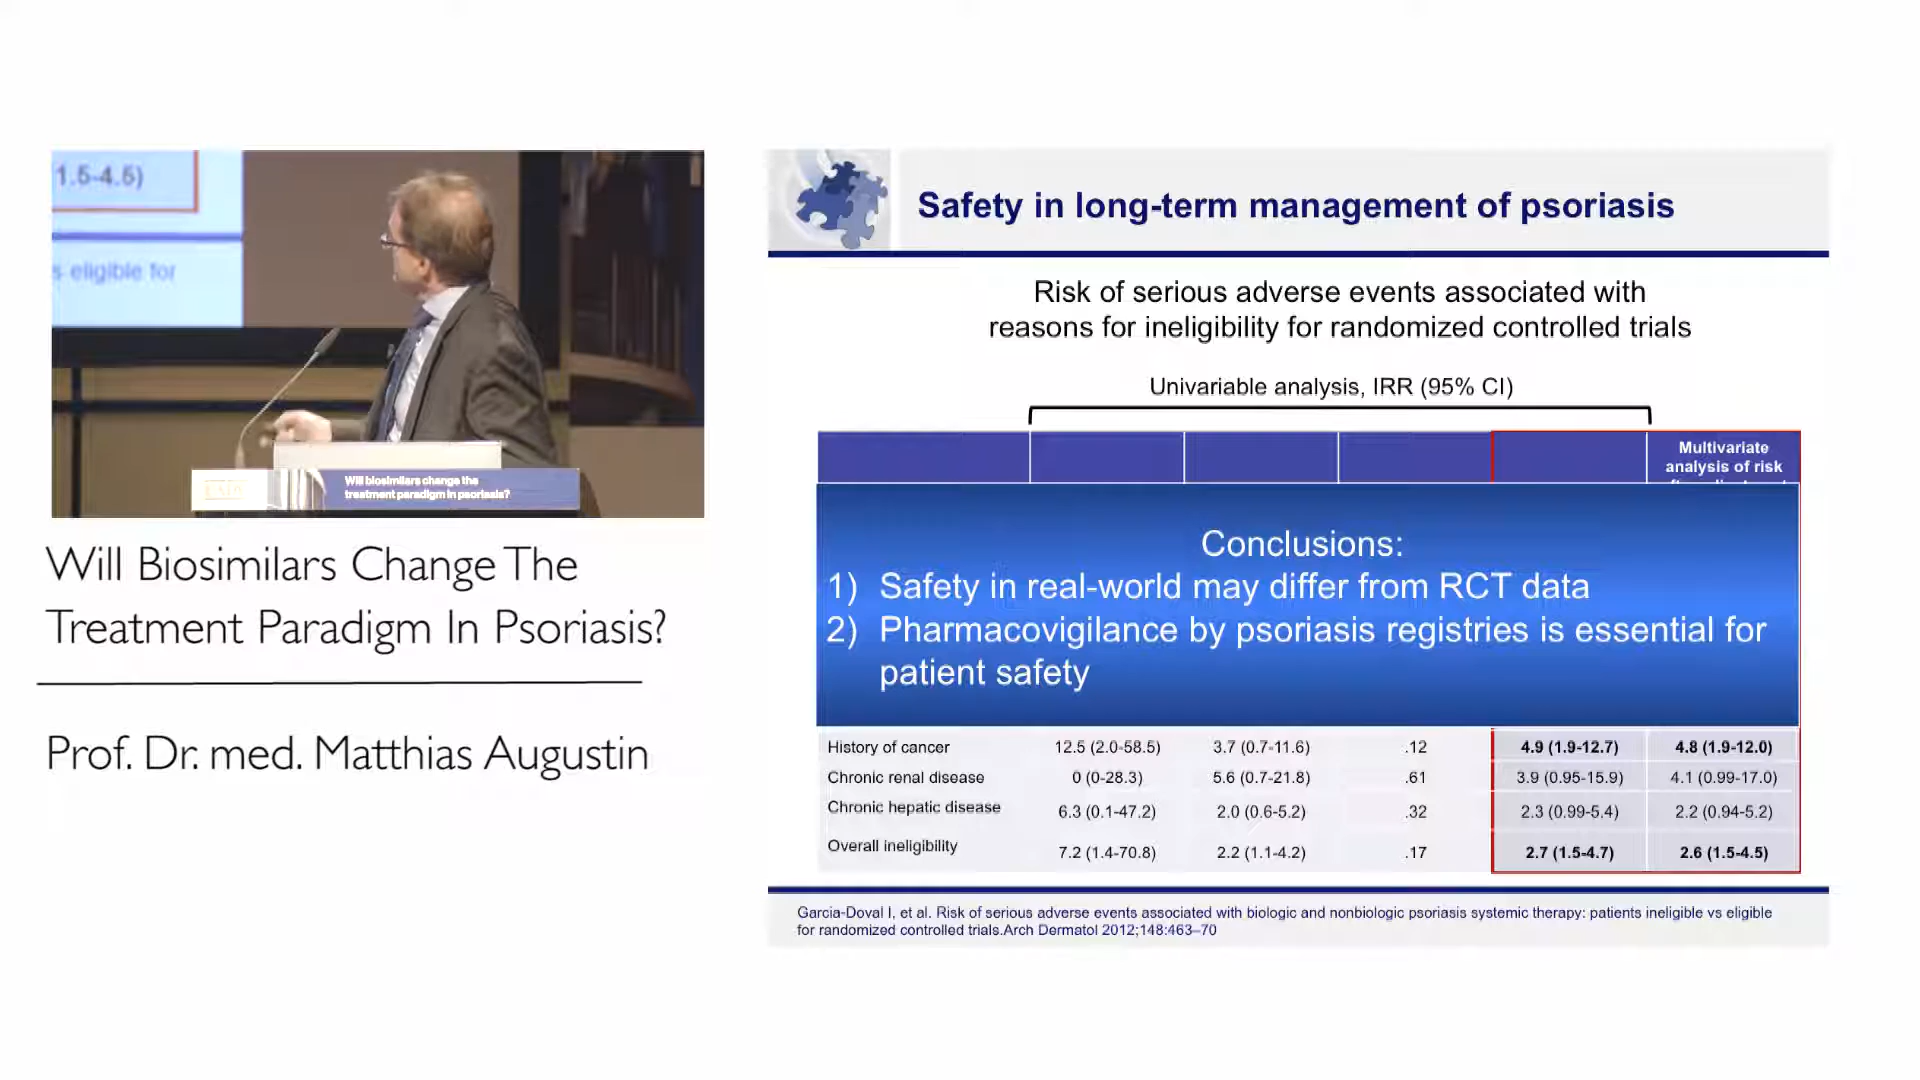 1.5-4.5)
s eligible for
Will biosimilars change the
treatment paradigm in psoriasis?
Will Biosimilars Change The
Treatment Paradigm In Psoriasis?
Prof. Dr. med. Matthias Augustin
Safety in long-term management of psoriasis
Risk of serious adverse events associated with
reasons for ineligibility for randomized controlled trials
Univariable analysis, IRR (95% CI)
Multivariate
analysis of risk
Conclusions:
1) Safety in real-world may differ from RCT data
2) Pharmacovigilance by psoriasis registries is essential for
patient safety
History of cancer 12.5 (2.0-58.5) 3.7 (0.7-11.6) .12 4.9 (1.9-12.7) 4.8 (1.9-12.0)
Chronic renal disease 0 (0-28.3) 5.6 (0.7-21.8) .61 3.9 (0.95-15.9) 4.1 (0.99-17.0)
Chronic hepatic disease 6.3 (0.1-47.2) 2.0 (0.6-5.2) .32 2.3 (0.99-5.4) 2.2 (0.94-5.2)
Overall ineligibility 7.2 (1.4-70.8) 2.2 (1.1-4.2) .17 2.7 (1.5-4.7) 2.6 (1.5-4.5)
Garcia-Doval I, et al. Risk of serious adverse events associated with biologic and nonbiologic psoriasis systemic therapy: patients ineligible vs eligible
for randomized controlled trials.Arch Dermatol 2012;148:463–70